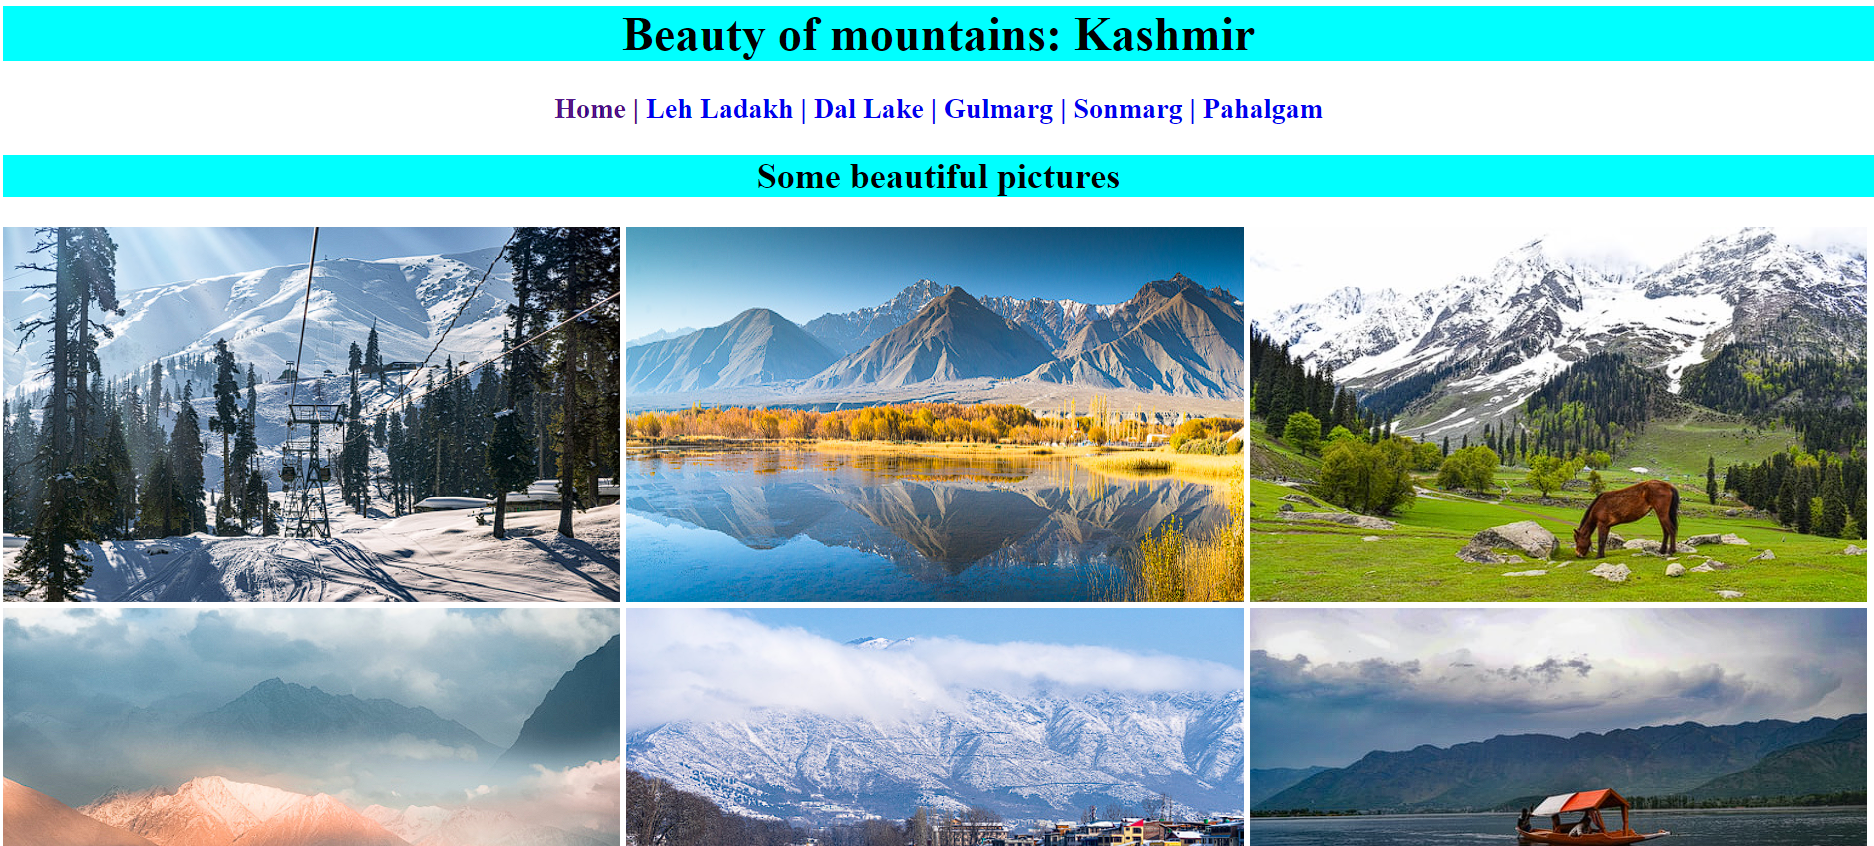 Beauty of mountains: Kashmir
Home | Leh Ladakh | Dal Lake | Gulmarg | Sonmarg | Pahalgam
Some beautiful pictures